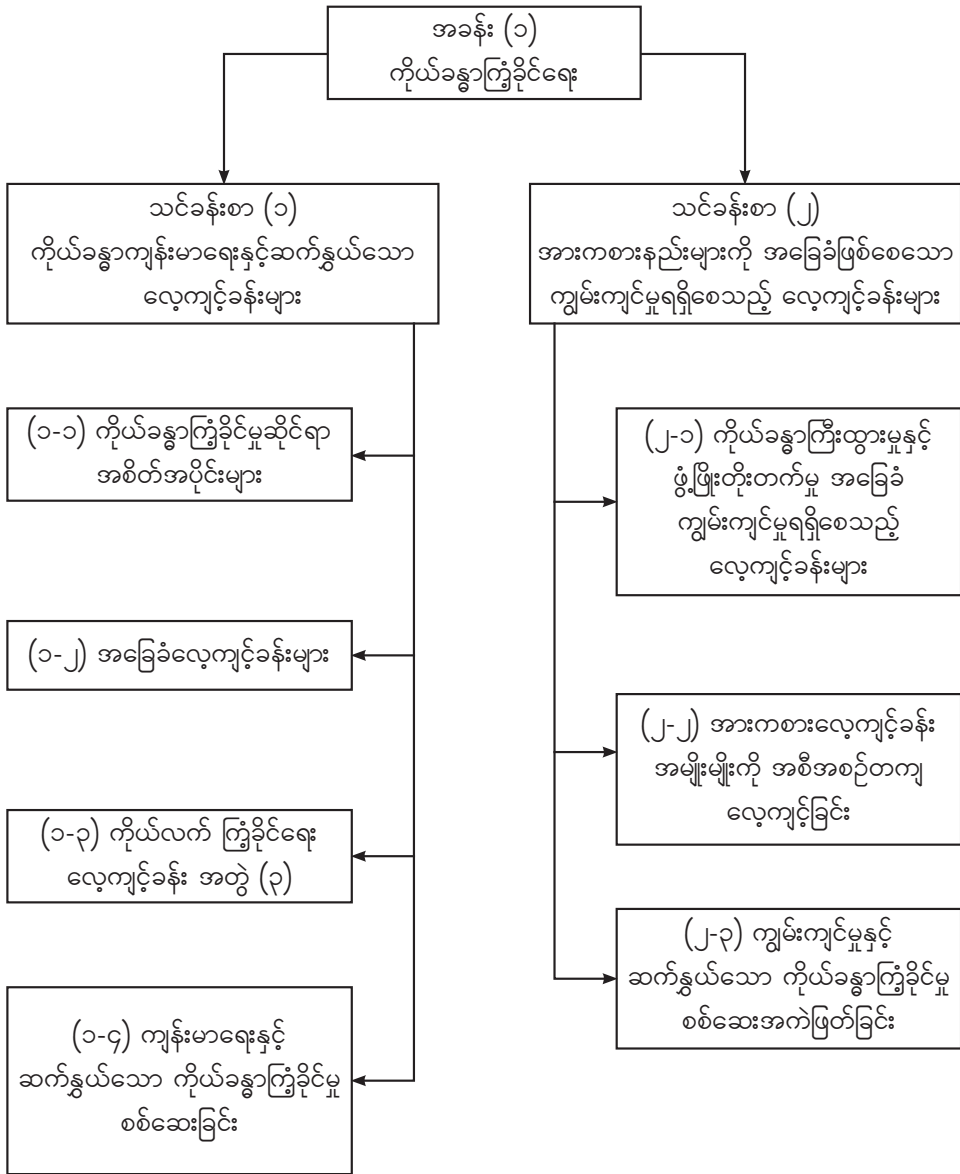 အခန်း (၁)
ကိုယ်ခန္ဓာကြံ့ခိုင်ရေး
သင်ခန်းစာ (၁)
ကိုယ်ခန္ဓာကျန်းမာရေးနှင့်ဆက်နွှယ်သော
လေ့ကျင့်ခန်းများ
(၁-၁) ကိုယ်ခန္ဓာကြံ့ခိုင်မှုဆိုင်ရာ
အစိတ်အပိုင်းများ
(၁-၂) အခြေခံလေ့ကျင့်ခန်းများ
(၁-၃) ကိုယ်လက် ကြံ့ခိုင်ရေး
လေ့ကျင့်ခန်း အတွဲ (၃)
(၁-၄) ကျန်းမာရေးနှင့်
ဆက်နွှယ်သော ကိုယ်ခန္ဓာကြံ့ခိုင်မှု
စစ်ဆေးခြင်း
သင်ခန်းစာ (၂)
အားကစားနည်းများကို အခြေခံဖြစ်စေသော
ကျွမ်းကျင်မှုရရှိစေသည့် လေ့ကျင့်ခန်းများ
(၂-၁) ကိုယ်ခန္ဓာကြီးထွားမှုနှင့်
ဖွံ့ဖြိုးတိုးတက်မှု အခြေခံ
ကျွမ်းကျင်မှုရရှိစေသည့်
လေ့ကျင့်ခန်းများ
(၂-၂) အားကစားလေ့ကျင့်ခန်း
အမျိုးမျိုးကို အစီအစဉ်တကျ
လေ့ကျင့်ခြင်း
(၂-၃) ကျွမ်းကျင်မှုနှင့်
ဆက်နွှယ်သော ကိုယ်ခန္ဓာကြံ့ခိုင်မှု
စစ်ဆေးအကဲဖြတ်ခြင်း